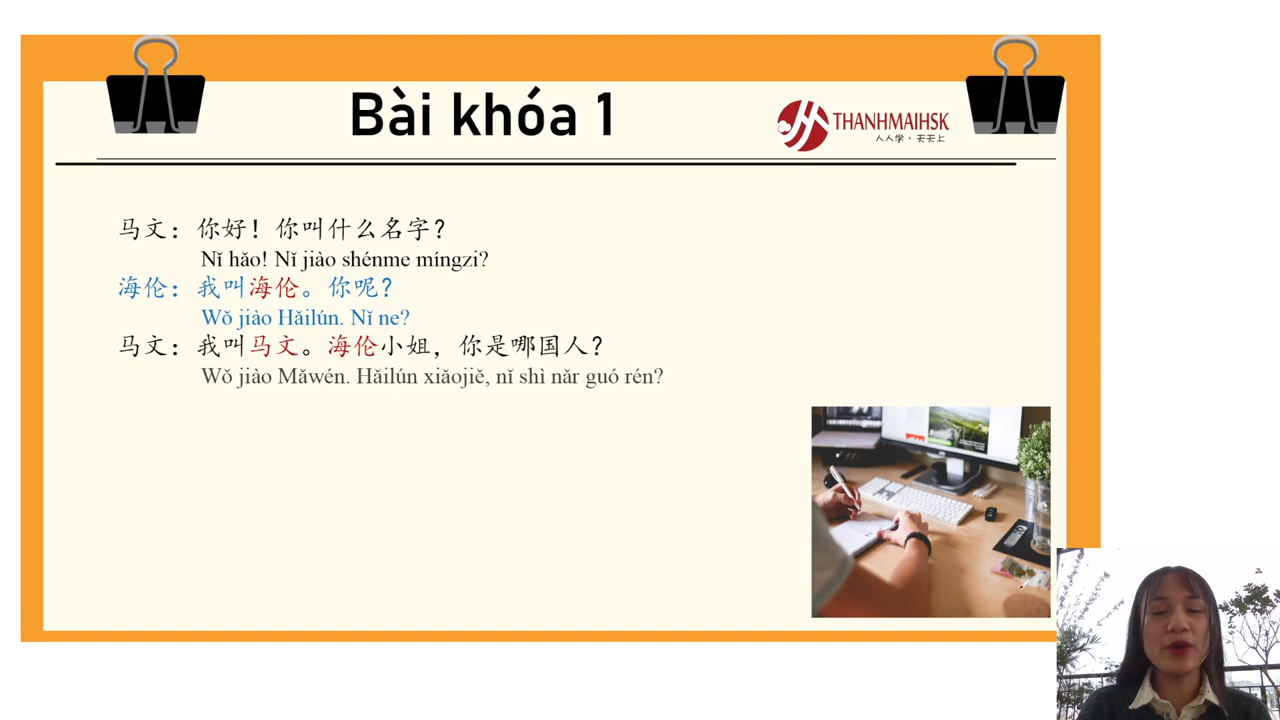 Bài khóa 1
THANHMAIHSK
人人学、天天上
马文：你好！你叫什么名字？
Nǐ hǎo! Nǐ jiào shénme míngzi?
海伦：我叫海伦。你呢？
Wǒ jiào Hǎilún. Nǐ ne?
马文：我叫马文。海伦小姐，你是哪国人？
Wǒ jiào Mǎwén. Hǎilún xiǎojiě, nǐ shì nǎr guó rén?